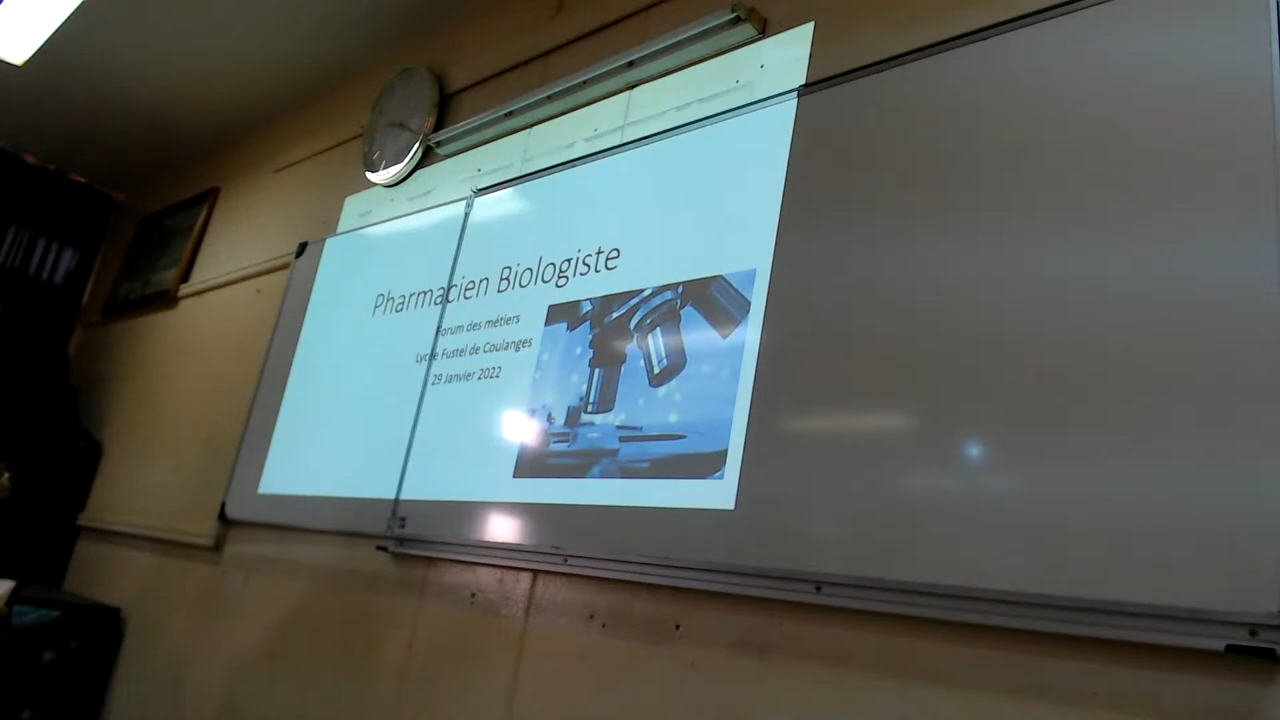 Pharmacien Biologiste
Forum des métiers
Lycée Fustel de Coulanges
29 Janvier 2022